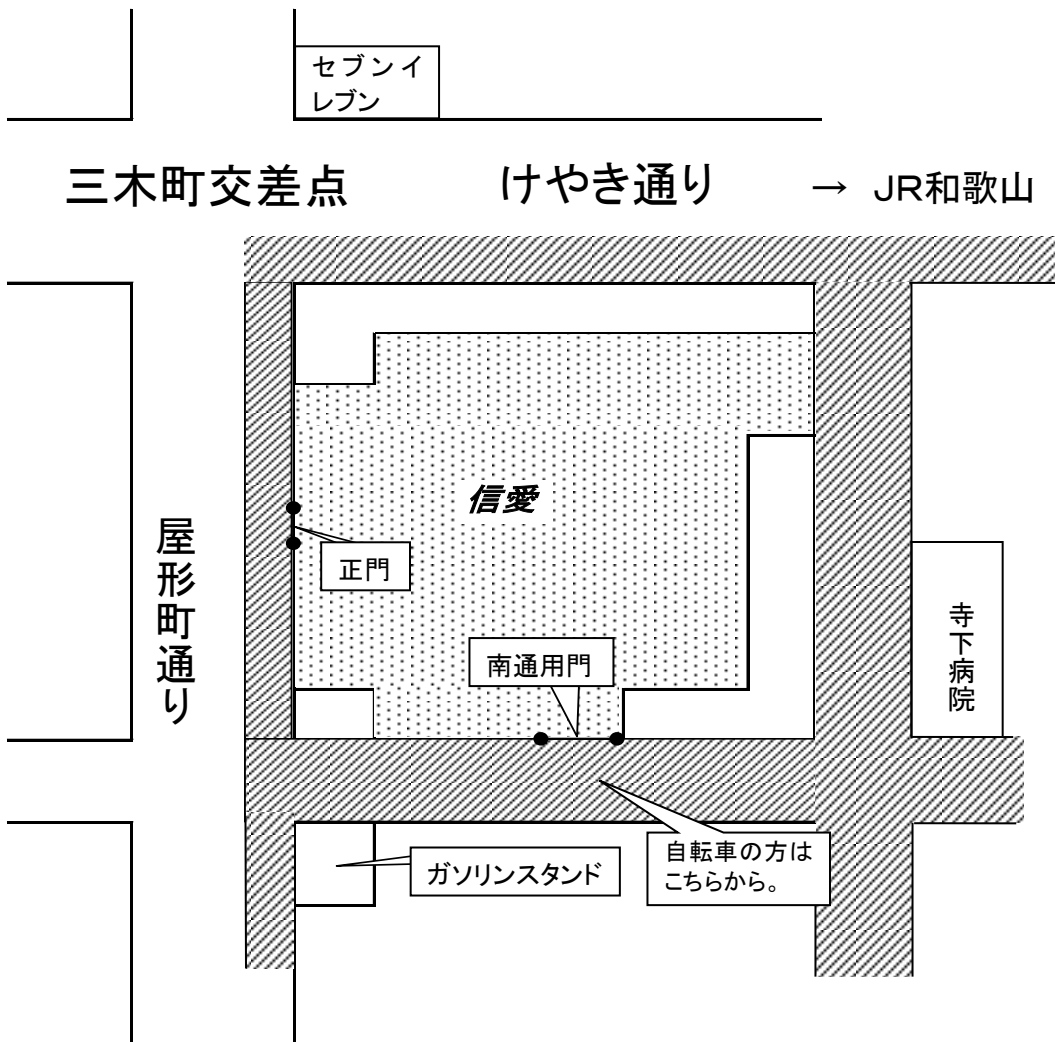 セブンイ
レブン
三木町交差点
けやき通り
→ JR和歌山
信愛
正門
屋形町通り
南通用門
寺下病院
自転車の方は
こちらから。
ガソリンスタンド